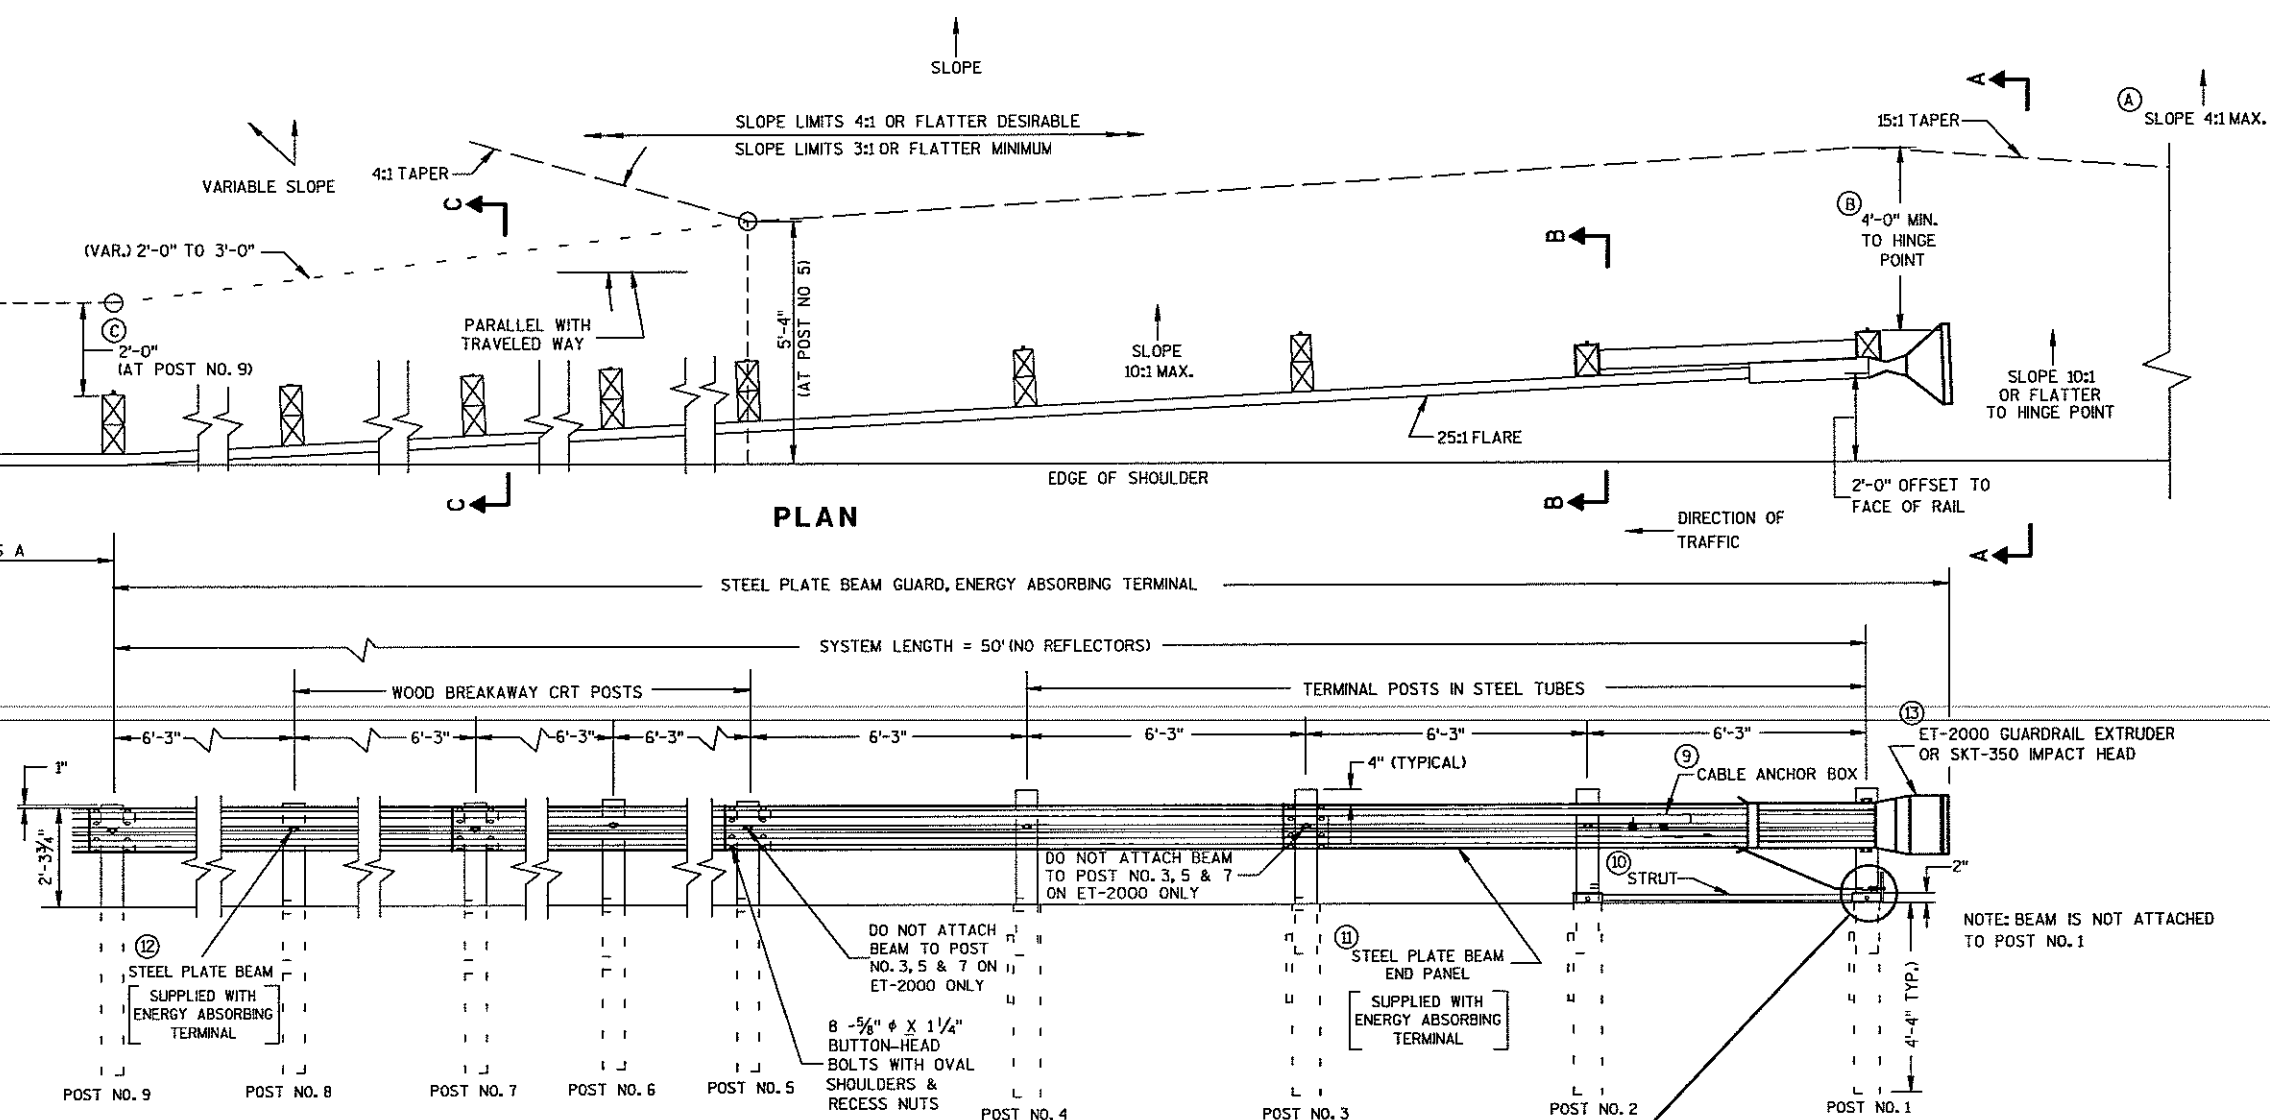 SLOPE
A
A
SLOPE 4:1 MAX.
SLOPE LIMITS 4:1 OR FLATTER DESIRABLE
SLOPE LIMITS 3:1 OR FLATTER MINIMUM
15:1 TAPER
4:1 TAPER
VARIABLE SLOPE
C
B
4'-0" MIN.
TO HINGE
POINT
B
(VAR.) 2'-0" TO 3'-0"
C
2'-0"
(AT POST NO. 9)
PARALLEL WITH
TRAVELED WAY
5'-4"
(AT POST NO 5)
SLOPE
10:1 MAX.
SLOPE 10:1
OR FLATTER
TO HINGE POINT
25:1 FLARE
EDGE OF SHOULDER
C
B
2'-0" OFFSET TO
FACE OF RAIL
PLAN
DIRECTION OF
TRAFFIC
A
S A
STEEL PLATE BEAM GUARD, ENERGY ABSORBING TERMINAL
SYSTEM LENGTH = 50' (NO REFLECTORS)
WOOD BREAKAWAY CRT POSTS
TERMINAL POSTS IN STEEL TUBES
13
ET-2000 GUARDRAIL EXTRUDER
OR SKT-350 IMPACT HEAD
6'-3"
6'-3"
6'-3"
6'-3"
6'-3"
6'-3"
6'-3"
6'-3"
1"
4" (TYPICAL)
9
CABLE ANCHOR BOX
2'-3¾"
DO NOT ATTACH BEAM
TO POST NO. 3, 5 & 7
ON ET-2000 ONLY
10
STRUT
2"
NOTE: BEAM IS NOT ATTACHED
TO POST NO. 1
12
STEEL PLATE BEAM
SUPPLIED WITH
ENERGY ABSORBING
TERMINAL
DO NOT ATTACH
BEAM TO POST
NO. 3, 5 & 7 ON
ET-2000 ONLY
11
STEEL PLATE BEAM
END PANEL
SUPPLIED WITH
ENERGY ABSORBING
TERMINAL
4'-4" TYP.)
8 -⅝" ϕ X 1¼"
BUTTON-HEAD
BOLTS WITH OVAL
SHOULDERS &
RECESS NUTS
POST NO. 9
POST NO. 8
POST NO. 7
POST NO. 6
POST NO. 5
POST NO. 4
POST NO. 3
POST NO. 2
POST NO. 1